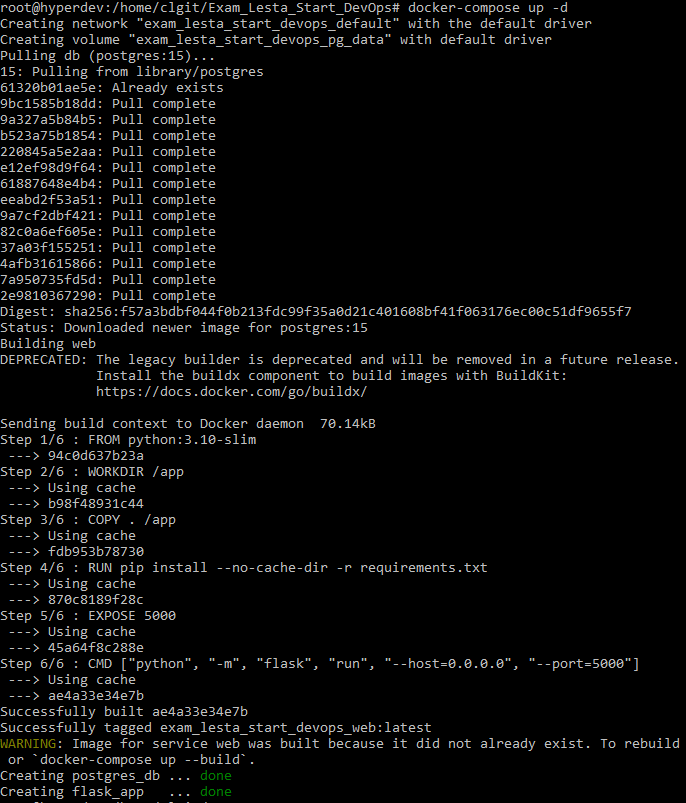 root@hyperdev:/home/clgit/Exam_Lesta_Start_DevOps# docker-compose up -d
Creating network "exam_lesta_start_devops_default" with the default driver
Creating volume "exam_lesta_start_devops_pg_data" with default driver
Pulling db (postgres:15)...
15: Pulling from library/postgres
61320b01ae5e: Already exists
9bc1585b18dd: Pull complete
9a327a5b84b5: Pull complete
b523a75b1854: Pull complete
220845a5e2aa: Pull complete
e12ef98d9f64: Pull complete
61887648e4b4: Pull complete
eeabd2f53a51: Pull complete
9a7cf2dbf421: Pull complete
82c0a6ef605e: Pull complete
37a03f155251: Pull complete
4afb31615866: Pull complete
7a950735fd5d: Pull complete
2e9810367290: Pull complete
Digest: sha256:f57a3bdbf044f0b213fdc99f35a0d21c401608bf41f063176ec00c51df9655f7
Status: Downloaded newer image for postgres:15
Building web
DEPRECATED: The legacy builder is deprecated and will be removed in a future release.
Install the buildx component to build images with BuildKit:
https://docs.docker.com/go/buildx/
Sending build context to Docker daemon  70.14kB
Step 1/6 : FROM python:3.10-slim
---> 94c0d637b23a
Step 2/6 : WORKDIR /app
---> Using cache
---> b98f48931c44
Step 3/6 : COPY . /app
---> Using cache
---> fdb953b78730
Step 4/6 : RUN pip install --no-cache-dir -r requirements.txt
---> Using cache
---> 870c8189f28c
Step 5/6 : EXPOSE 5000
---> Using cache
---> 45a64f8c288e
Step 6/6 : CMD ["python", "-m", "flask", "run", "--host=0.0.0.0", "--port=5000"]
---> Using cache
---> ae4a33e34e7b
Successfully built ae4a33e34e7b
Successfully tagged exam_lesta_start_devops_web:latest
WARNING: Image for service web was built because it did not already exist. To rebuild
or `docker-compose up --build`.
Creating postgres_db ... done
Creating flask_app   ... done